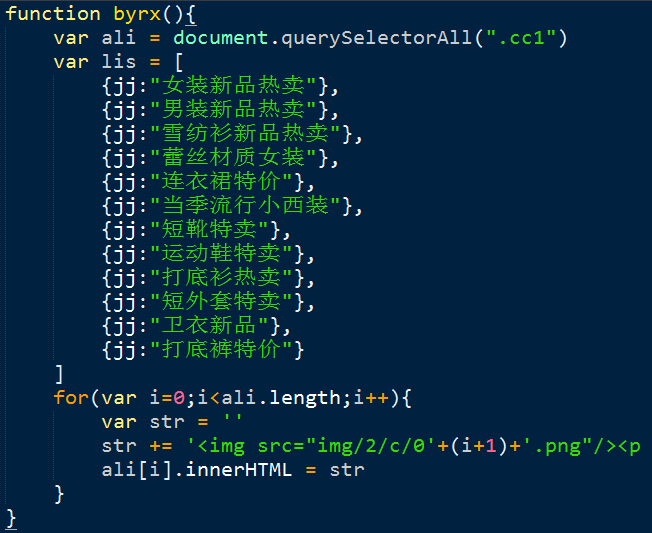 function byrx(){
    var ali = document.querySelectorAll(".cc1")
    var lis = [
        {jj:"女装新品热卖"},
        {jj:"男装新品热卖"},
        {jj:"雪纺衫新品热卖"},
        {jj:"蕾丝材质女装"},
        {jj:"连衣裙特价"},
        {jj:"当季流行小西装"},
        {jj:"短靴特卖"},
        {jj:"运动鞋特卖"},
        {jj:"打底衫热卖"},
        {jj:"短外套特卖"},
        {jj:"卫衣新品"},
        {jj:"打底裤特价"}
    ]
    for(var i=0;i<ali.length;i++){
        var str = ''
        str += '<img src="img/2/c/0'+(i+1)+'.png"/><p
        ali[i].innerHTML = str
    }
}